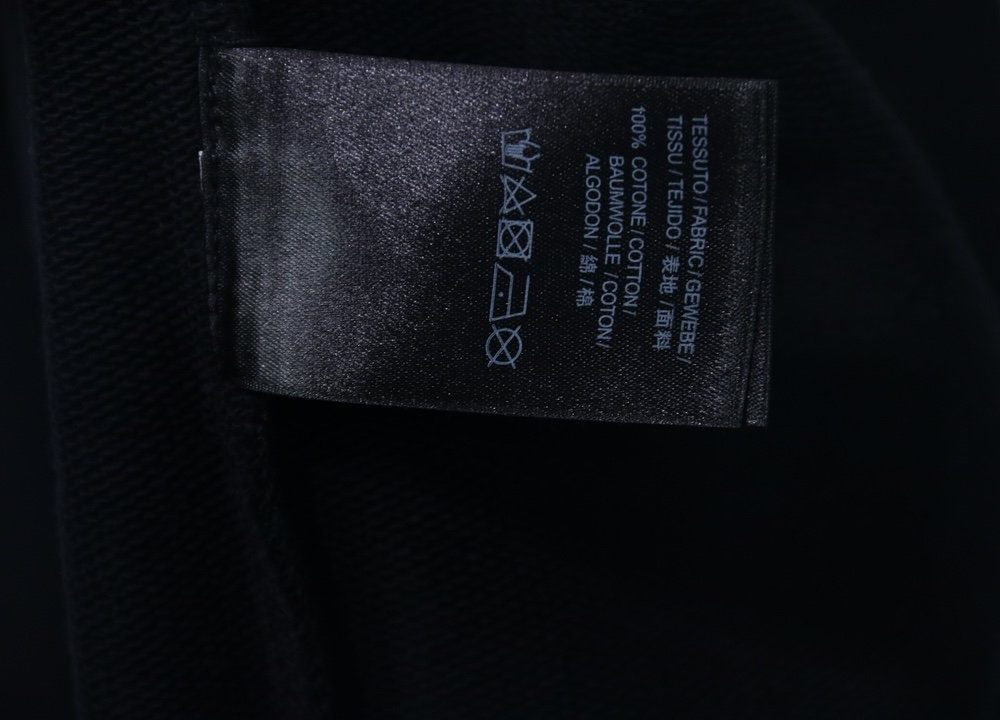 TESSUTO/FABRIC/GEWEBE/
TISSU/TEJIDO/表地/面料
100% COTONE/COTTON/
BAUMWOLLE/COTON/
ALGODON/綿/棉